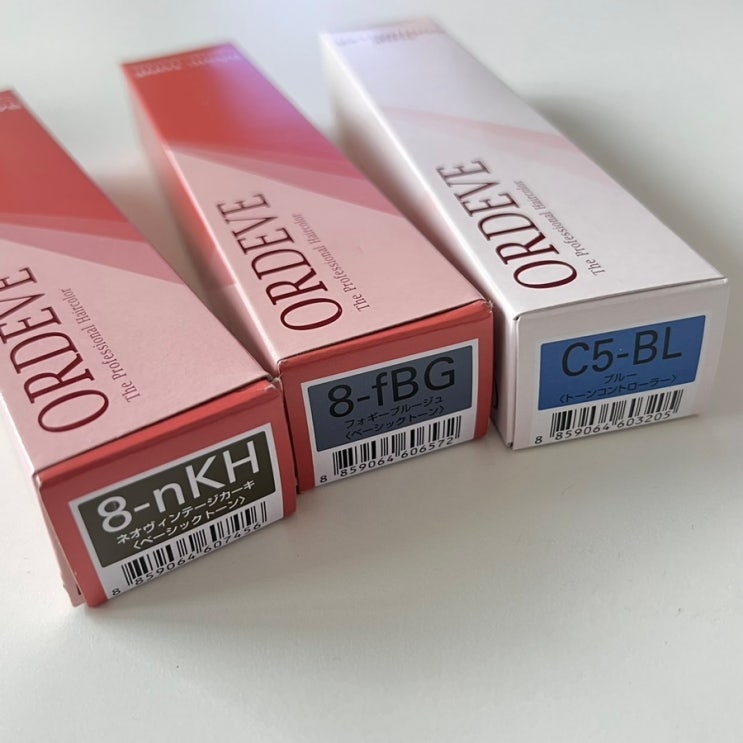 ORDEVE
The Professional Haircolor
8-nKH
ネオヴィンテージカーキ
〈ベーシックトーン〉
8 859064 607456
ORDEVE
The Professional Haircolor
8-fBG
フォギーブルージュ
〈ベーシックトーン〉
8 859064 606572
ORDEVE
The Professional Haircolor
C5-BL
ブルー
〈トーンコントローラー〉
8 859064 603205